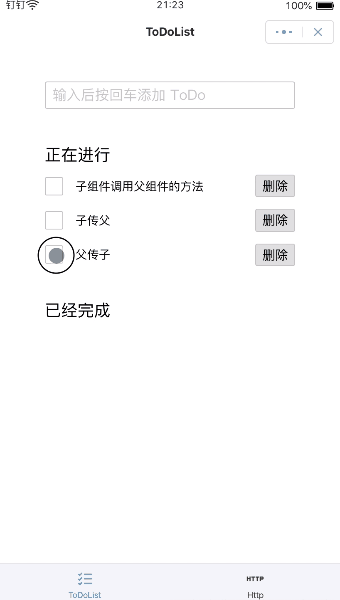 钉钉 21:23 100%
ToDoList
输入后按回车添加 ToDo
正在进行
子组件调用父组件的方法 删除
子传父 删除
父传子 删除
已经完成
HTTP
ToDoList Http